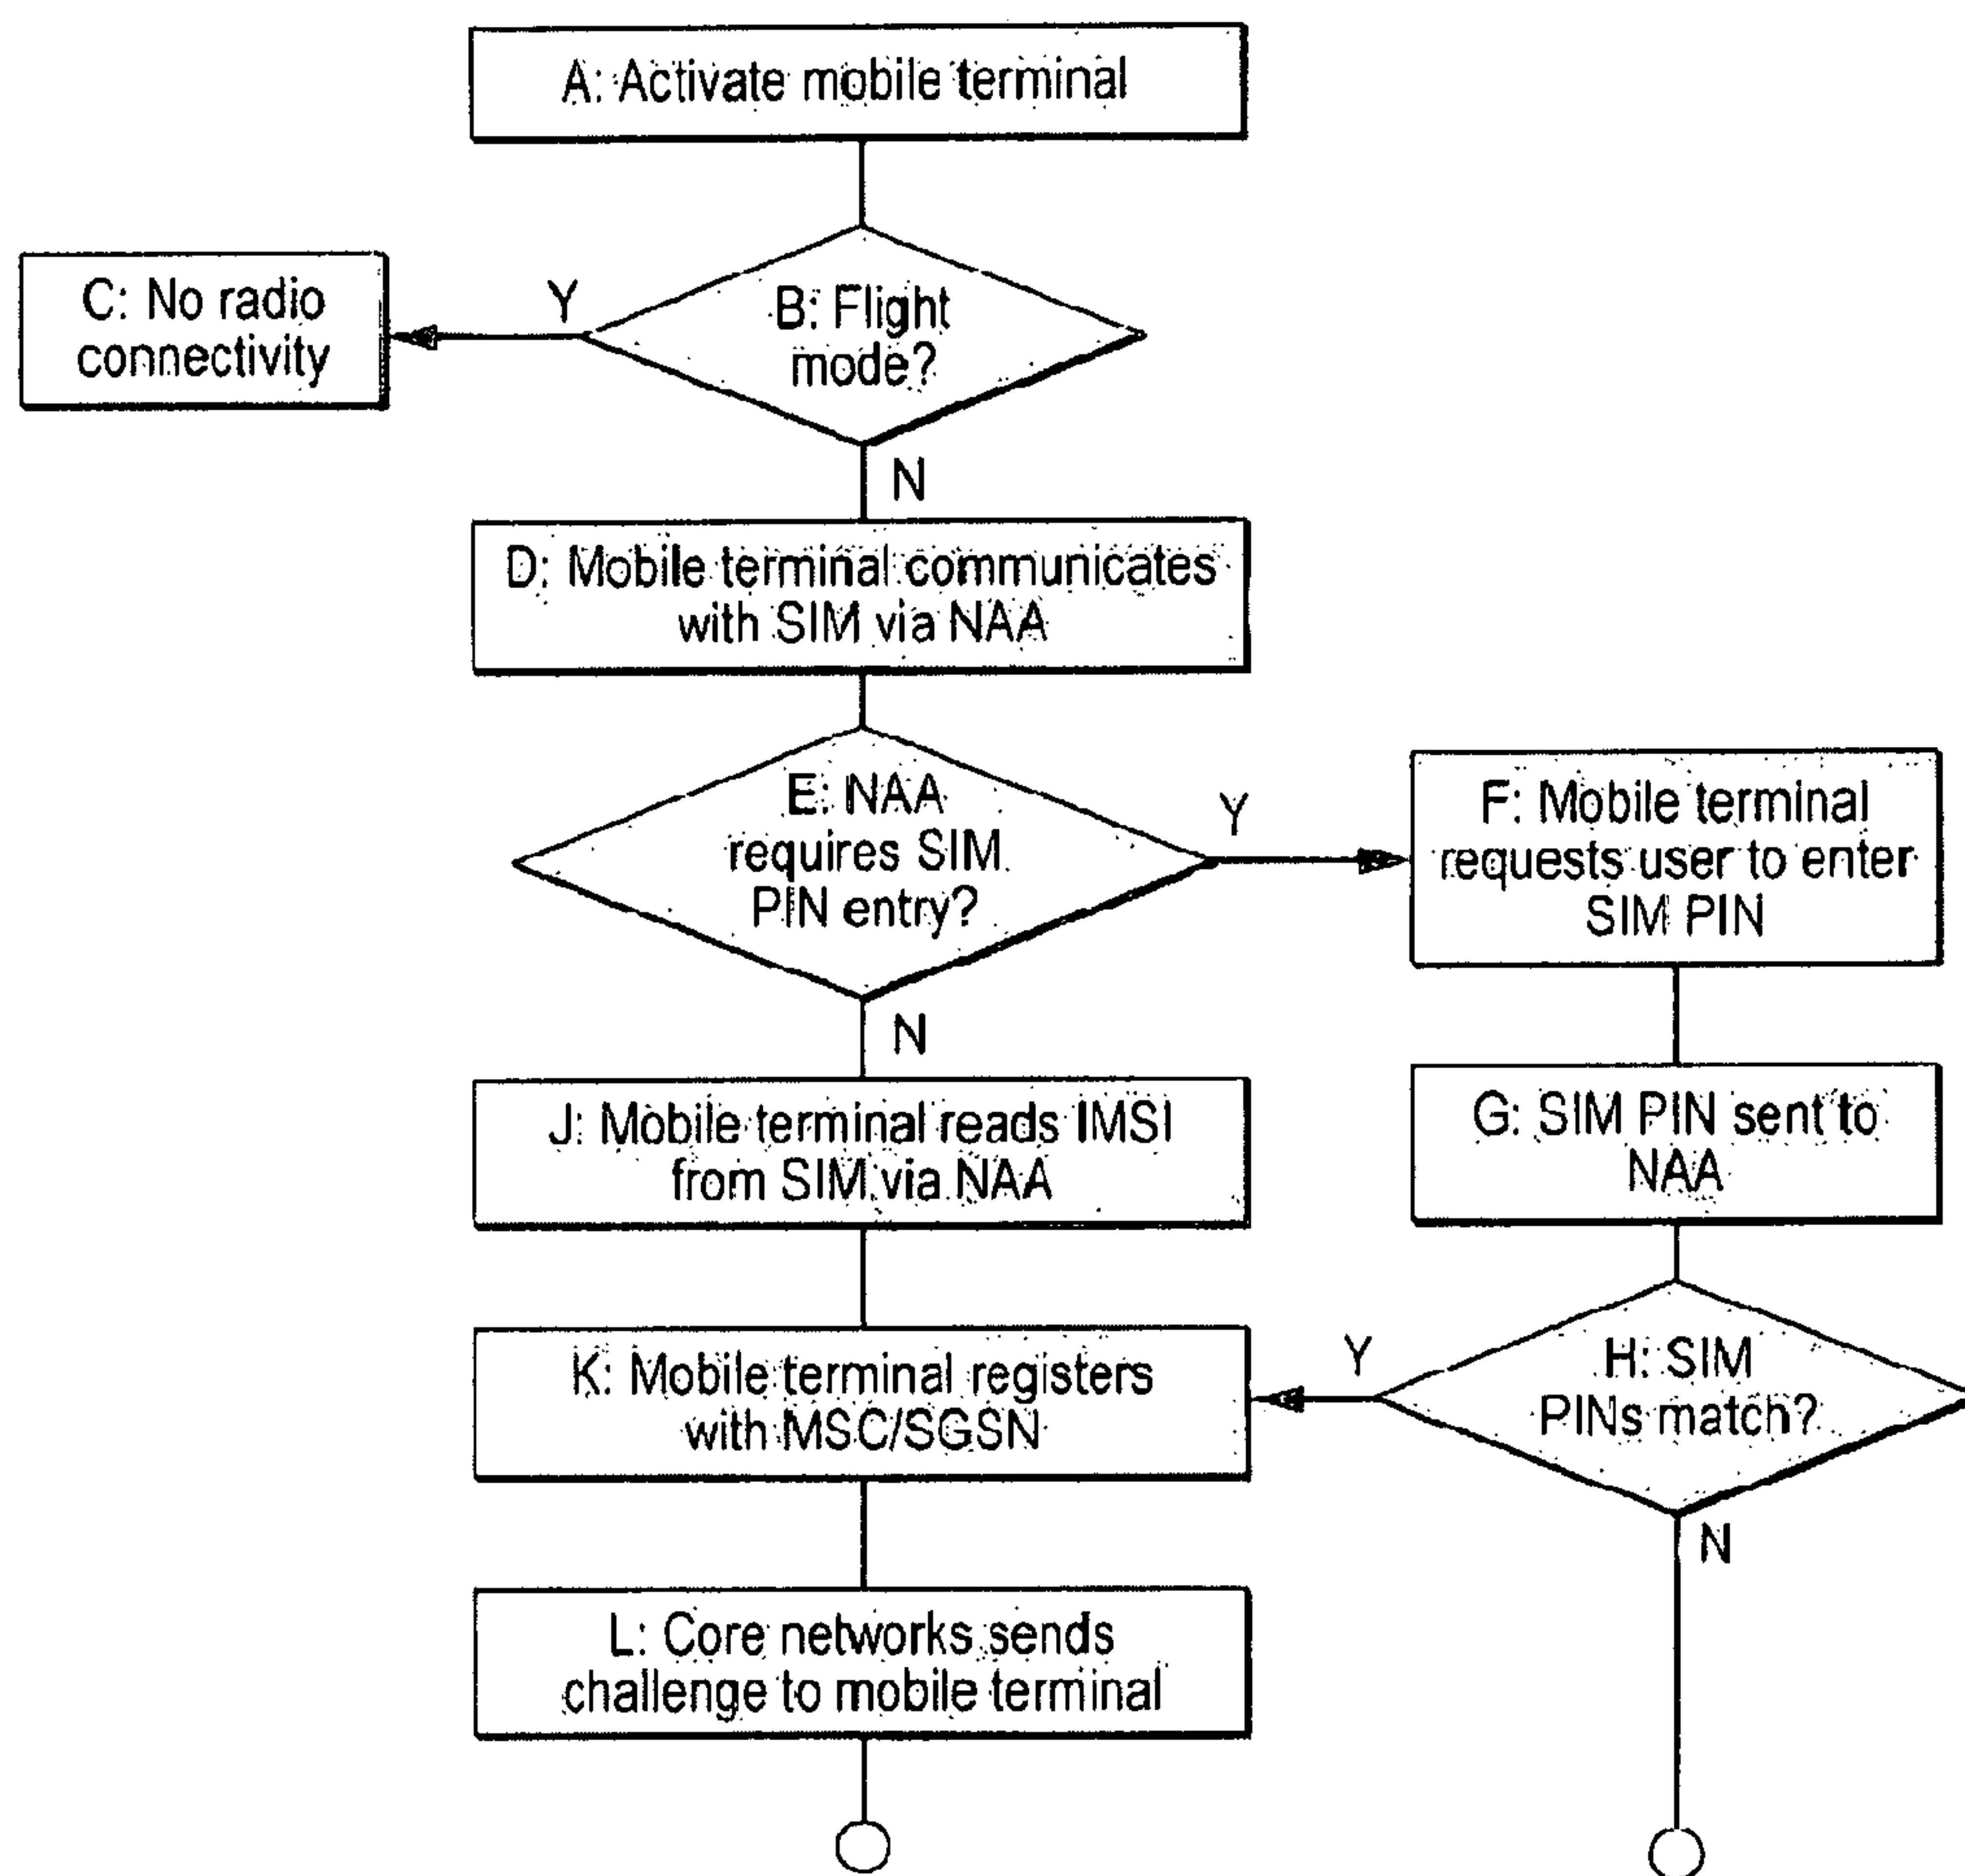 A: Activate mobile terminal
B: Flight
mode?
Y
C: No radio
connectivity
N
D: Mobile terminal communicates
with SIM via NAA
E: NAA
requires SIM
PIN entry?
Y
F: Mobile terminal
requests user to enter
SIM PIN
N
J: Mobile terminal reads IMSI
from SIM via NAA
G: SIM PIN sent to
NAA
K: Mobile terminal registers
with MSC/SGSN
Y
H: SIM
PINs match?
N
L: Core networks sends
challenge to mobile terminal